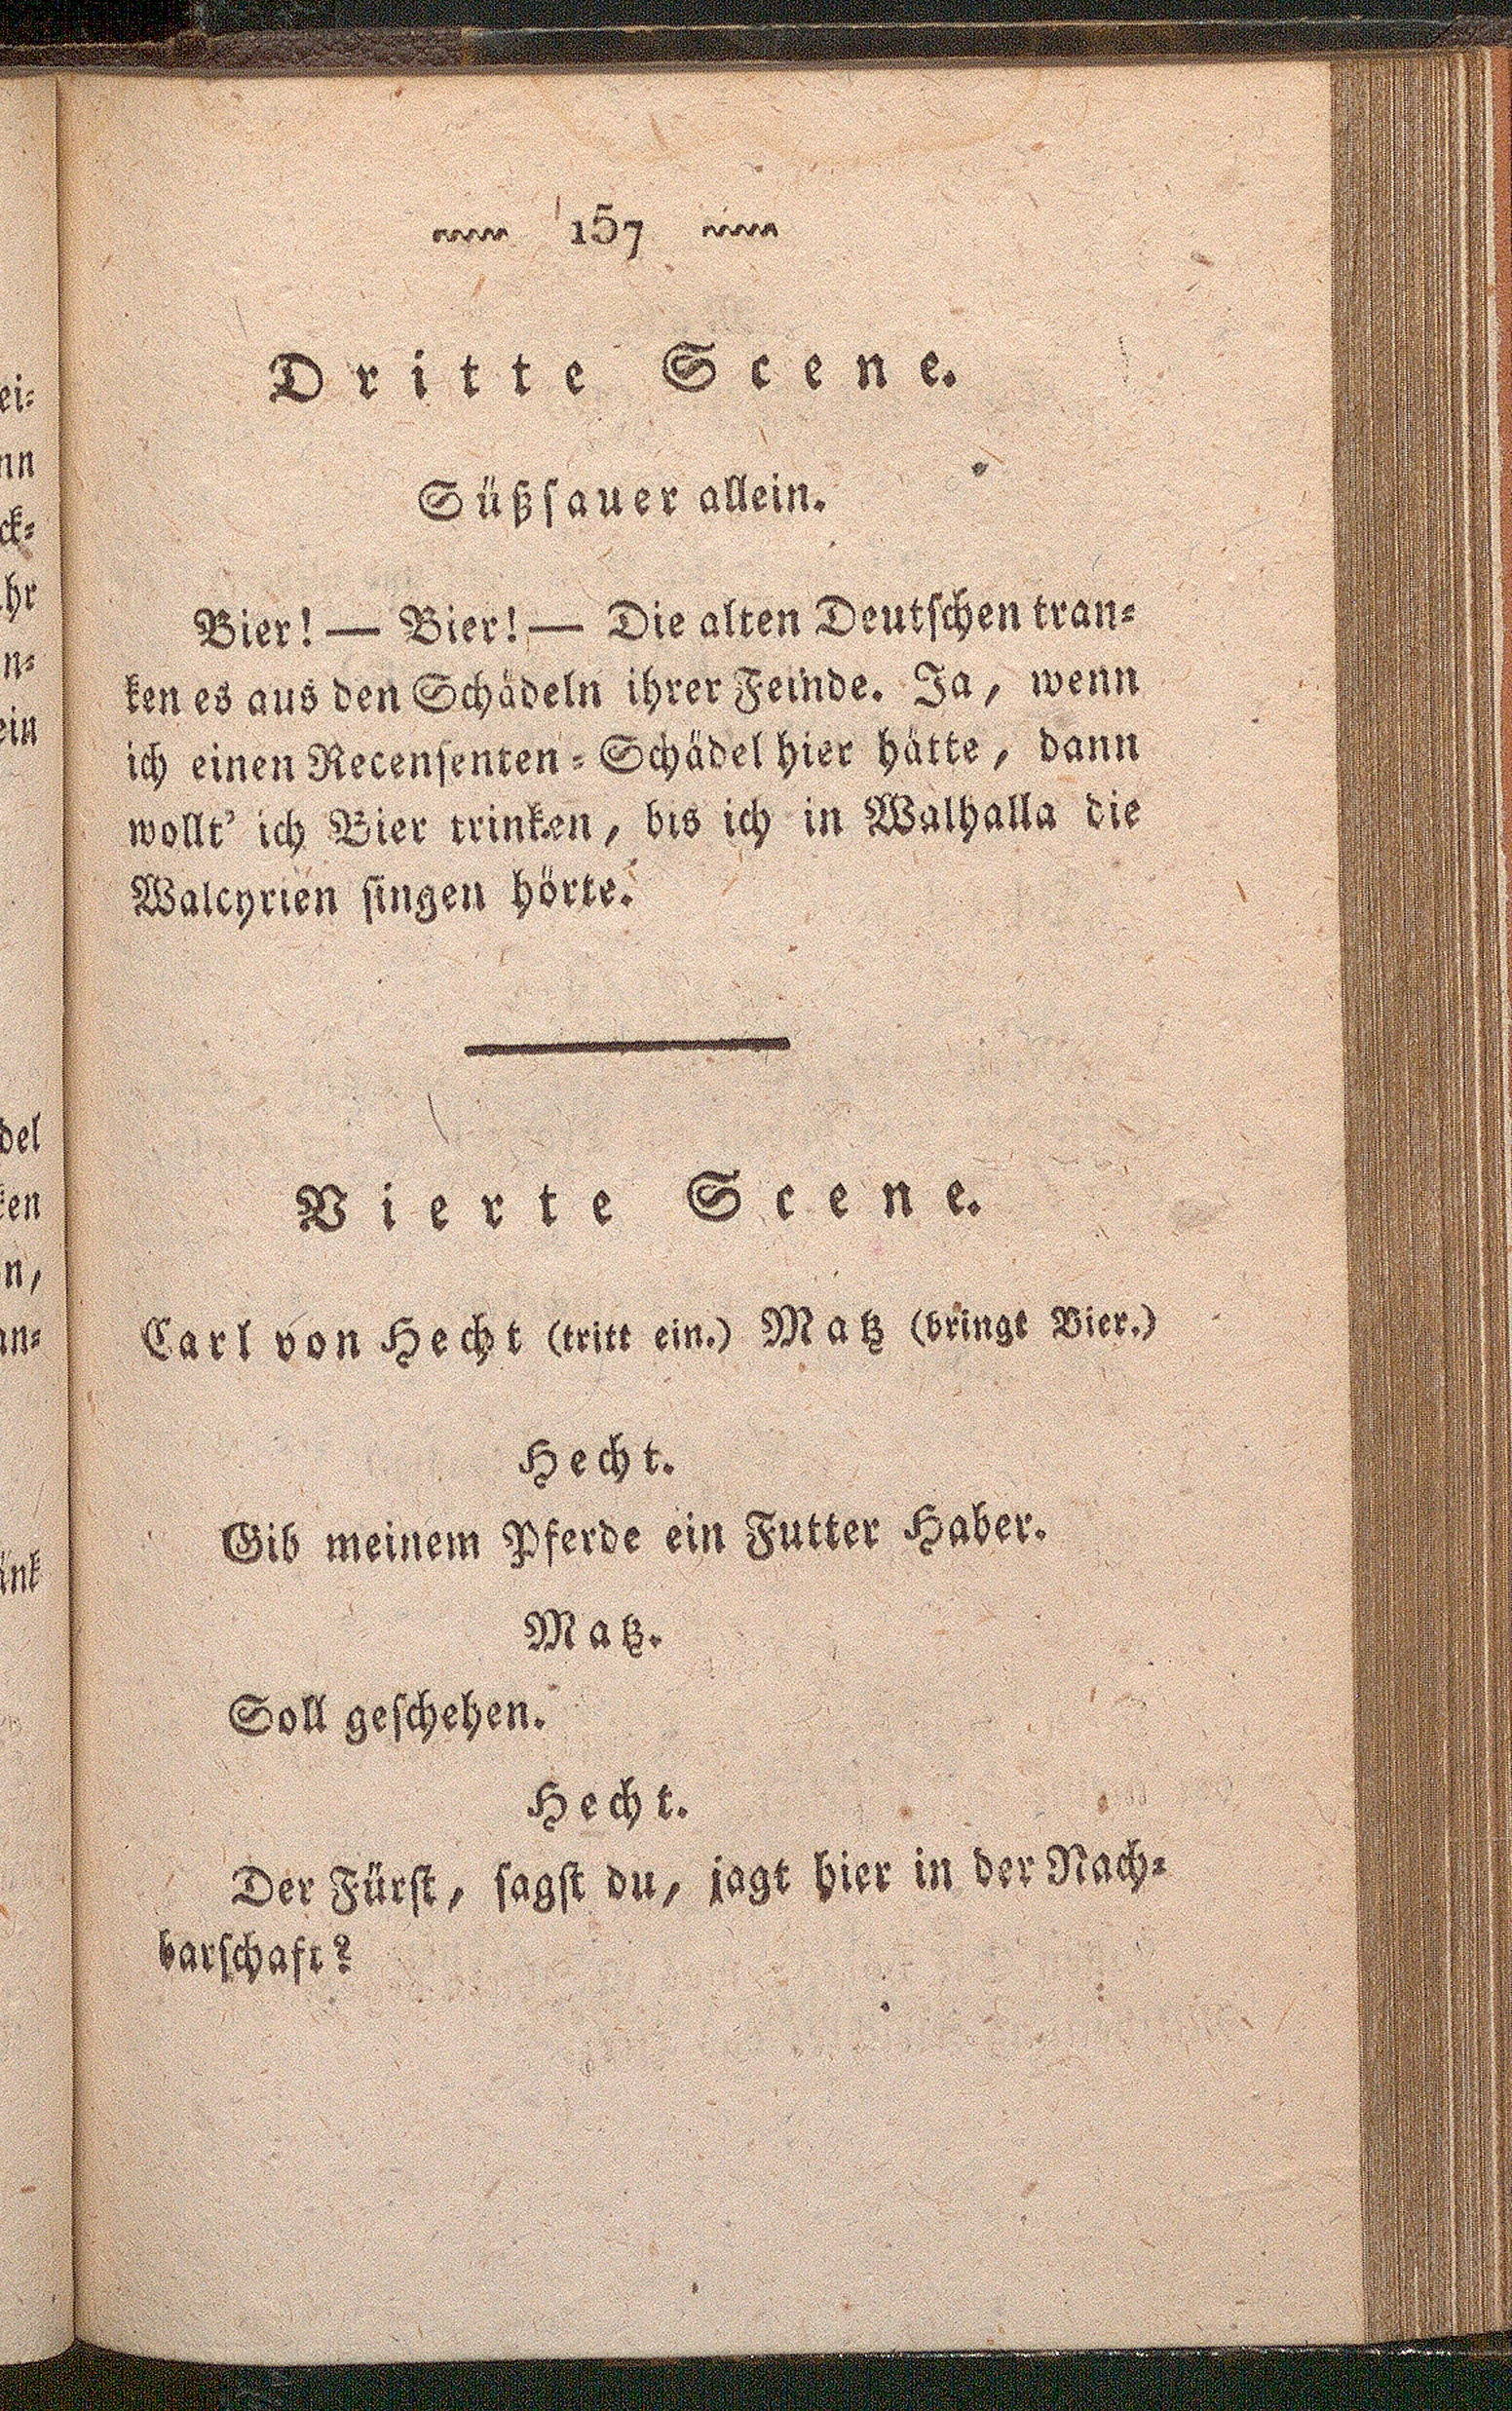 157
Dritte Scene.
Süßsauer allein.
Bier! — Bier! — Die alten Deutschen tran-
ken es aus den Schädeln ihrer Feinde. Ja, wenn
ich einen Recensenten-Schädel hier hätte, dann
wollt' ich Bier trinken, bis ich in Walhalla die
Walcyrien singen hörte.
Vierte Scene.
Carl von Hecht (tritt ein.) Matz (bringt Bier.)
Hecht.
Gib meinem Pferde ein Futter Haber.
Matz.
Soll geschehen.
Hecht.
Der Fürst, sagst du, jagt hier in der Nach-
barschaft?